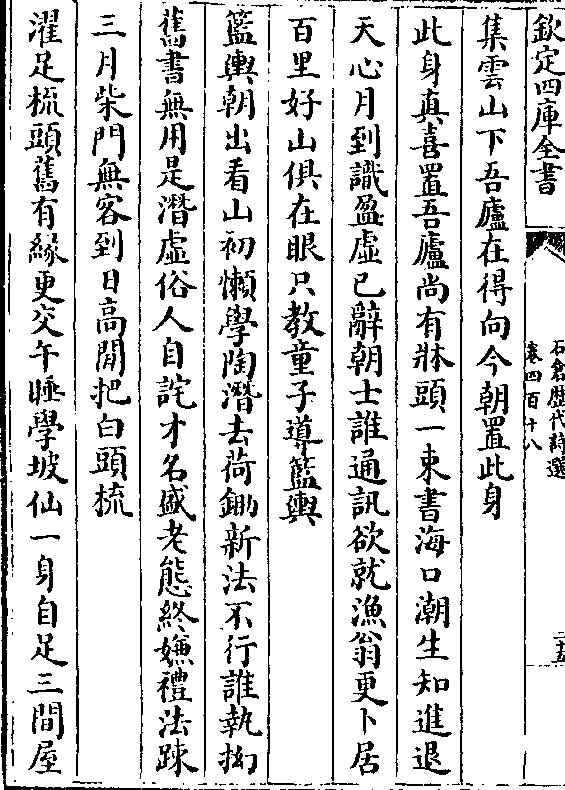 欽定四庫全書
石倉歷代詩選
卷四百十八
二十五
集雲山下吾廬在得向今朝置此身
此身真喜置吾廬尚有牀頭一束書海口潮生知進退
天心月到識盈虛已辭朝士誰通訊欲就漁翁更卜居
百里好山俱在眼只教童子導籃輿
籃輿朝出看山初懶學陶潛去荷鋤新法不行誰執拗
舊書無用是潛虛俗人自詫才名盛老態終嫌禮法踈
三月柴門無客到日高閒把白頭梳
濯足梳頭舊有緣更交午睡學坡仙一身自足三間屋